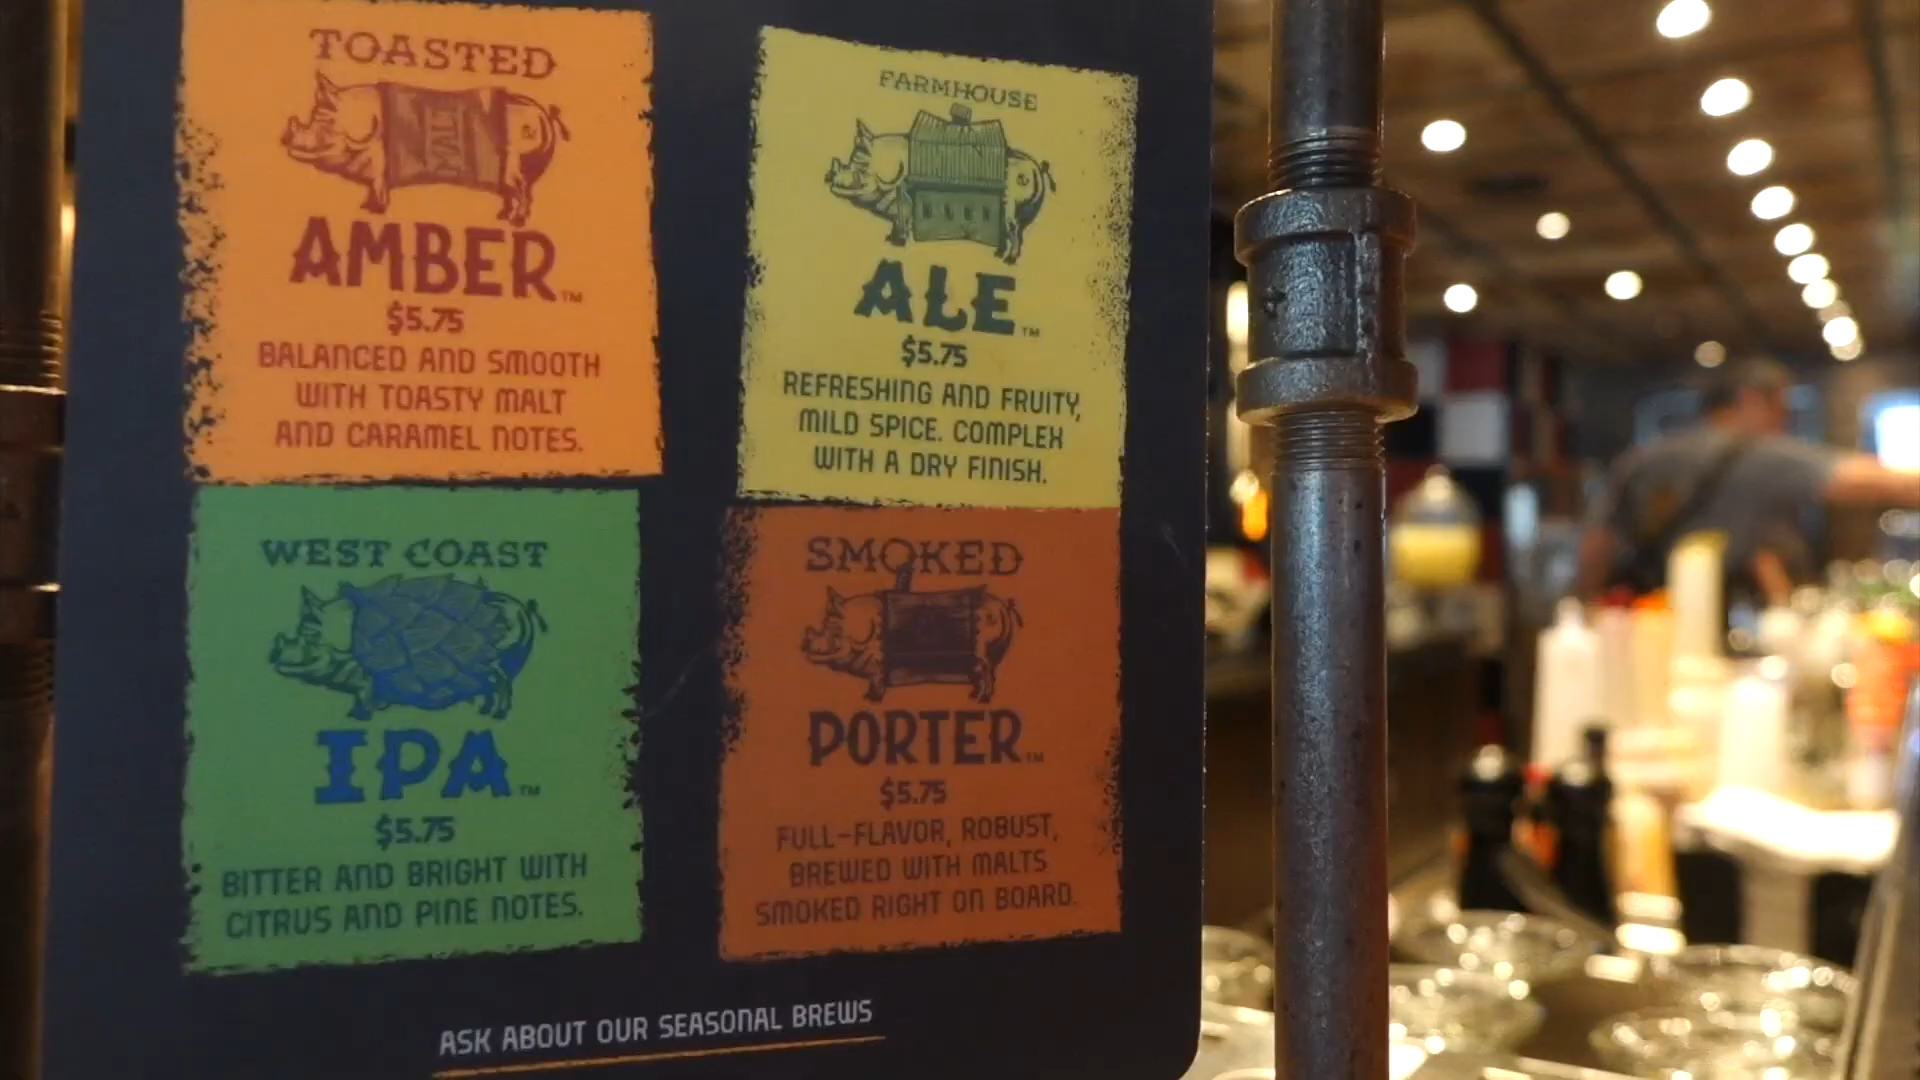 TOASTED
MALT
AMBER™
$5.75
BALANCED AND SMOOTH
WITH TOASTY MALT
AND CARAMEL NOTES.
FARMHOUSE
ALE™
$5.75
REFRESHING AND FRUITY,
MILD SPICE. COMPLEX
WITH A DRY FINISH.
WEST COAST
IPA™
$5.75
BITTER AND BRIGHT WITH
CITRUS AND PINE NOTES.
SMOKED
PORTER™
$5.75
FULL-FLAVOR, ROBUST,
BREWED WITH MALTS
SMOKED RIGHT ON BOARD.
ASK ABOUT OUR SEASONAL BREWS